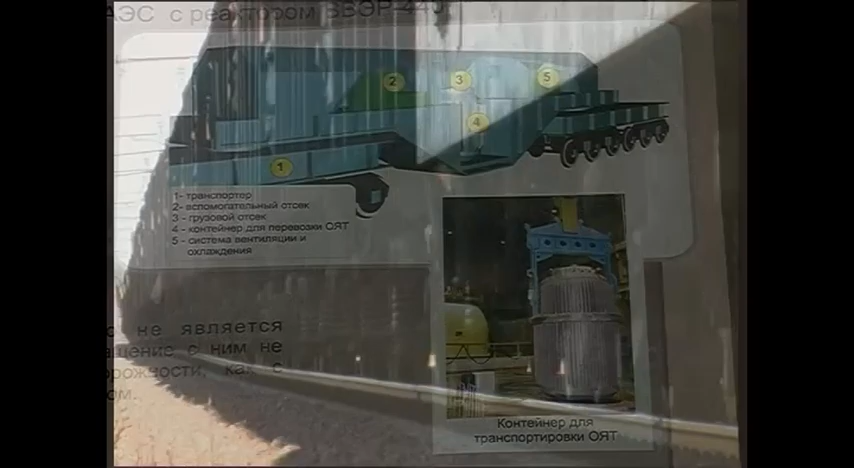 АЭС с реактором ВВЭР-440
2
3
5
4
1
1- транспортер
2- вспомогательный отсек
3 - грузовой отсек
4 - контейнер для перевозки ОЯТ
5 - система вентиляции и
охлаждения
не является
ащение с ним не
орожности, как с
ом.
Контейнер для
транспортировки ОЯТ